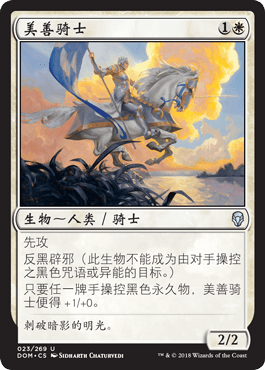 美善骑士 1
生物~人类 / 骑士
先攻
反黑辟邪（此生物不能成为由对手操控
之黑色咒语或异能的目标。）
只要任一牌手操控黑色永久物，美善骑
士便得 +1/+0。
刺破暗影的明光。
2/2
023/269 U
DOM • CS SIDHARTH CHATURVEDI
™ & © 2018 Wizards of the Coast